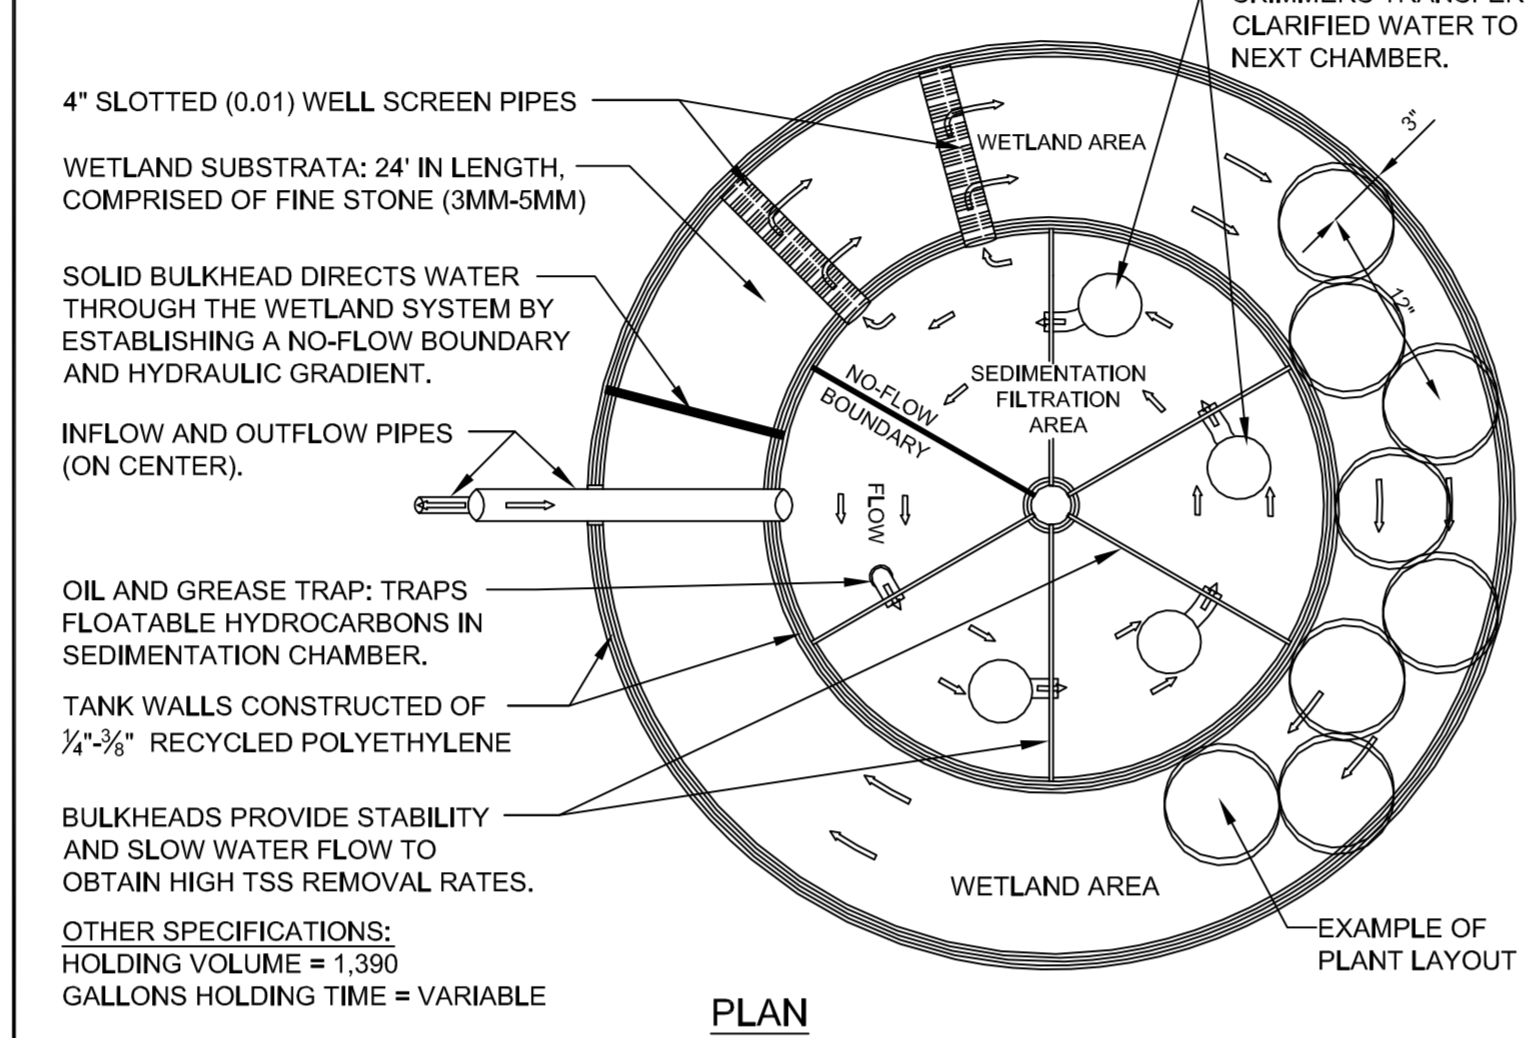 SKIMMERS TRANSFER
CLARIFIED WATER TO
NEXT CHAMBER.
4" SLOTTED (0.01) WELL SCREEN PIPES
WETLAND SUBSTRATA: 24' IN LENGTH,
COMPRISED OF FINE STONE (3MM-5MM)
SOLID BULKHEAD DIRECTS WATER
THROUGH THE WETLAND SYSTEM BY
ESTABLISHING A NO-FLOW BOUNDARY
AND HYDRAULIC GRADIENT.
INFLOW AND OUTFLOW PIPES
(ON CENTER).
OIL AND GREASE TRAP: TRAPS
FLOATABLE HYDROCARBONS IN
SEDIMENTATION CHAMBER.
TANK WALLS CONSTRUCTED OF
¼"-⅜" RECYCLED POLYETHYLENE
BULKHEADS PROVIDE STABILITY
AND SLOW WATER FLOW TO
OBTAIN HIGH TSS REMOVAL RATES.
OTHER SPECIFICATIONS:
HOLDING VOLUME = 1,390
GALLONS HOLDING TIME = VARIABLE
WETLAND AREA
3"
12"
NO-FLOW
BOUNDARY
SEDIMENTATION
FILTRATION
AREA
FLOW
WETLAND AREA
EXAMPLE OF
PLANT LAYOUT
PLAN